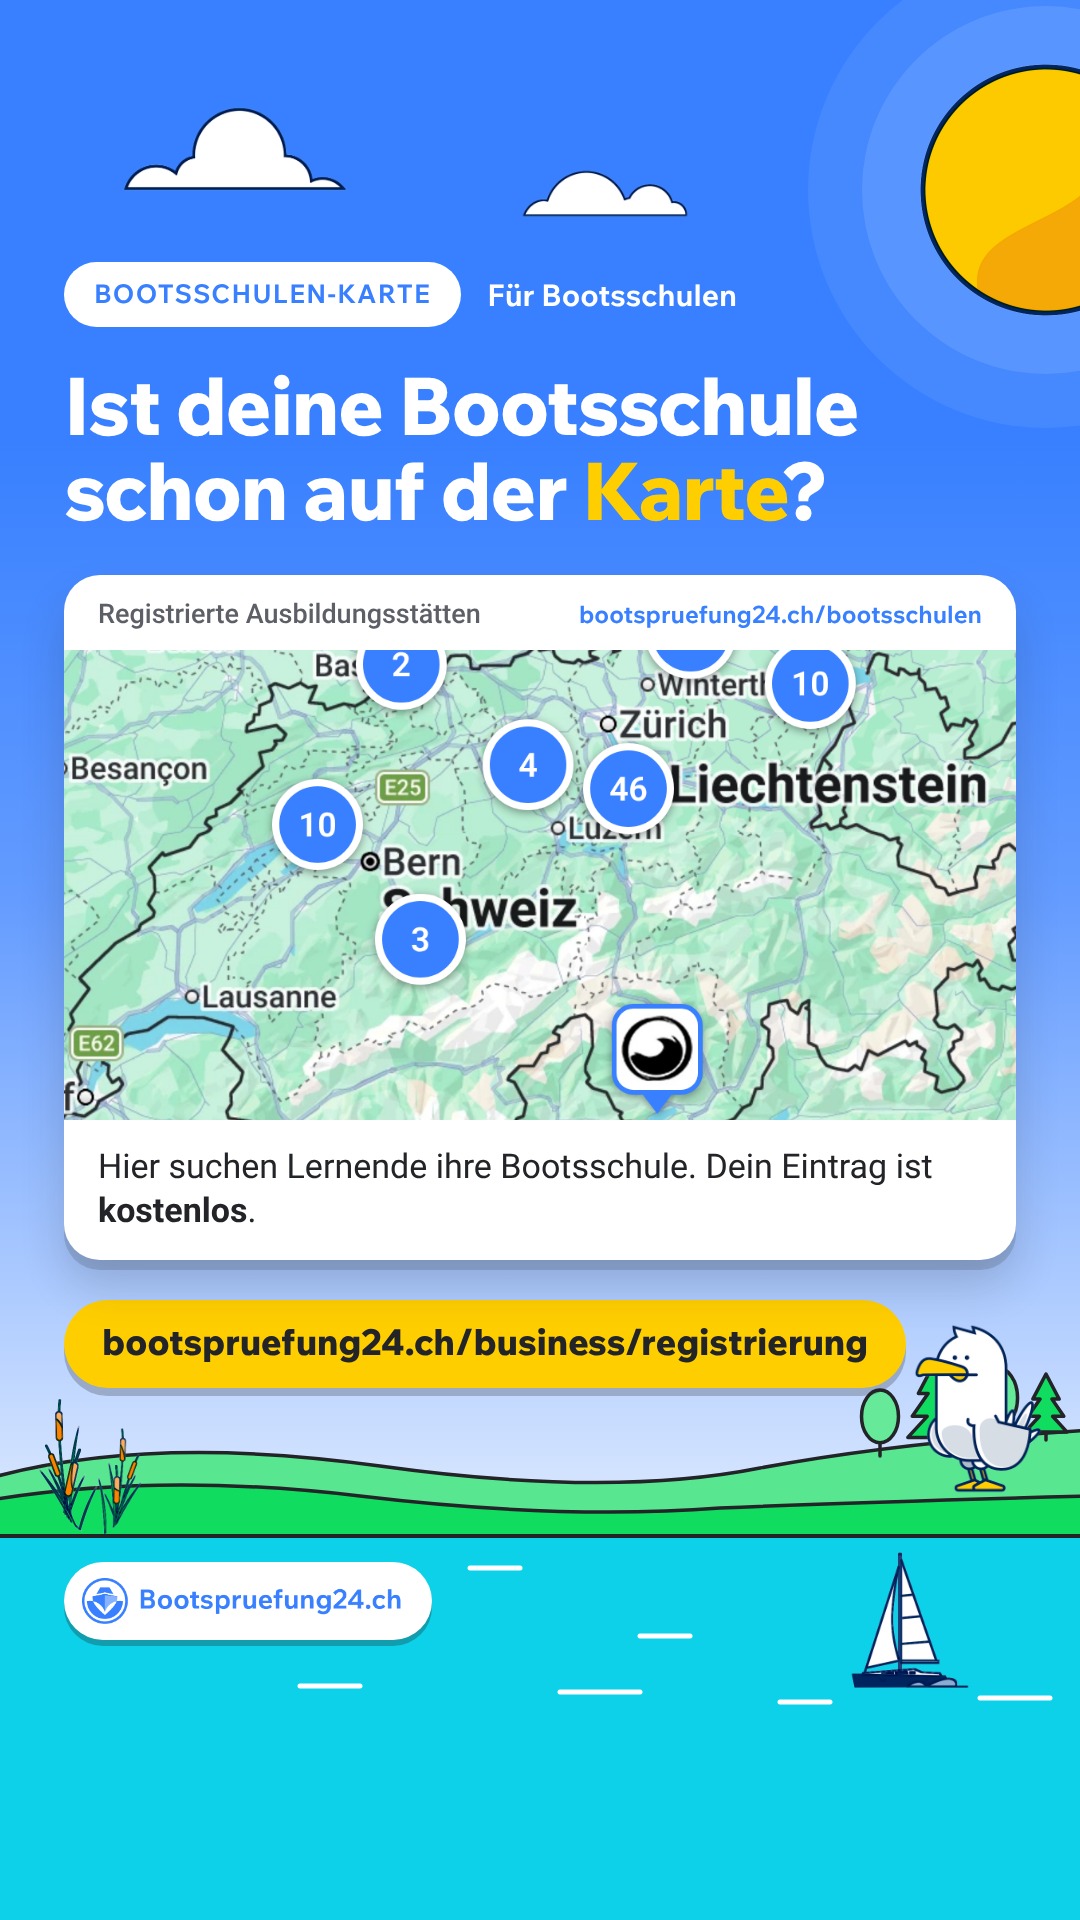 BOOTSSCHULEN-KARTE
Für Bootsschulen
Ist deine Bootsschule
schon auf der Karte?
Registrierte Ausbildungsstätten
bootspruefung24.ch/bootsschulen
2
10
Zürich
Besançon
E25
4
46
Liechtenstein
10
Bern
3
Lausanne
E62
Hier suchen Lernende ihre Bootsschule. Dein Eintrag ist
kostenlos.
bootspruefung24.ch/business/registrierung
Bootspruefung24.ch